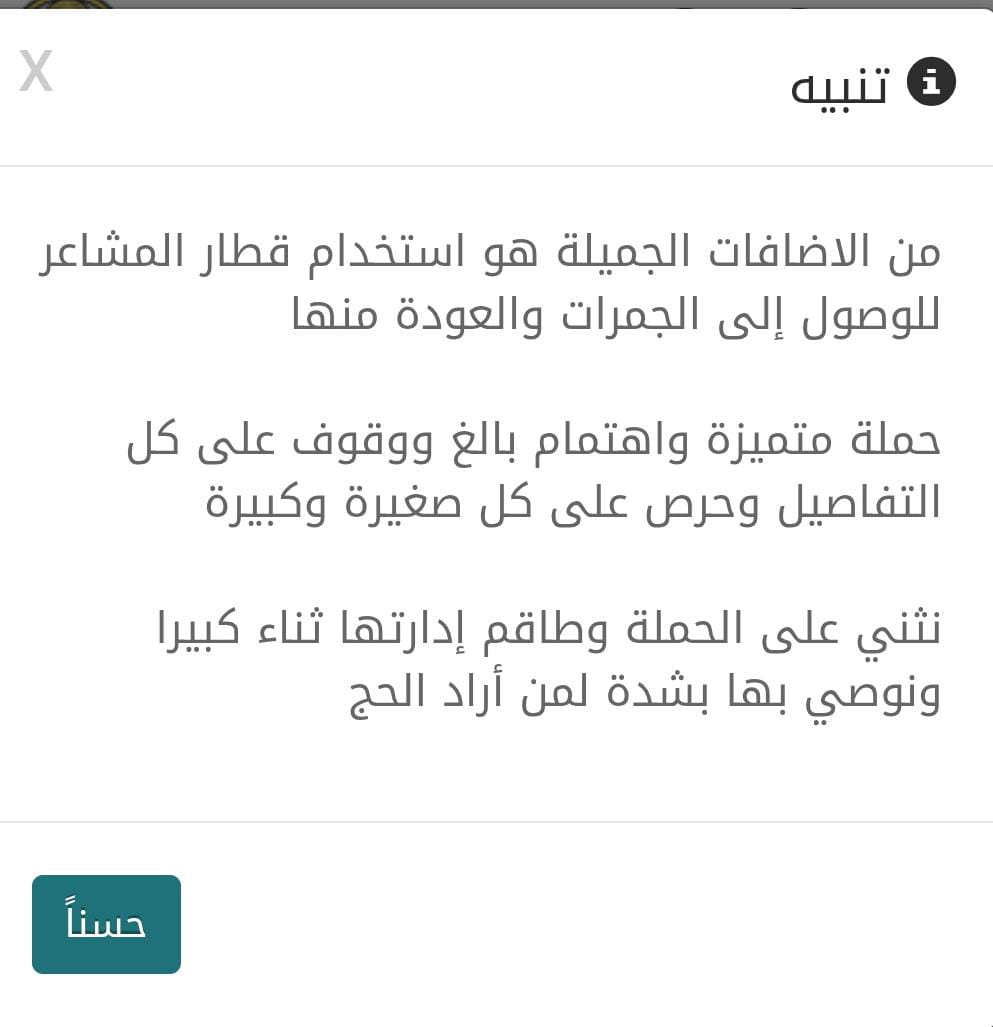 تنبيه
X
من الاضافات الجميلة هو استخدام قطار المشاعر
للوصول إلى الجمرات والعودة منها
حملة متميزة واهتمام بالغ ووقوف على كل
التفاصيل وحرص على كل صغيرة وكبيرة
نثني على الحملة وطاقم إدارتها ثناء كبيرا
ونوصي بها بشدة لمن أراد الحج
حسناً